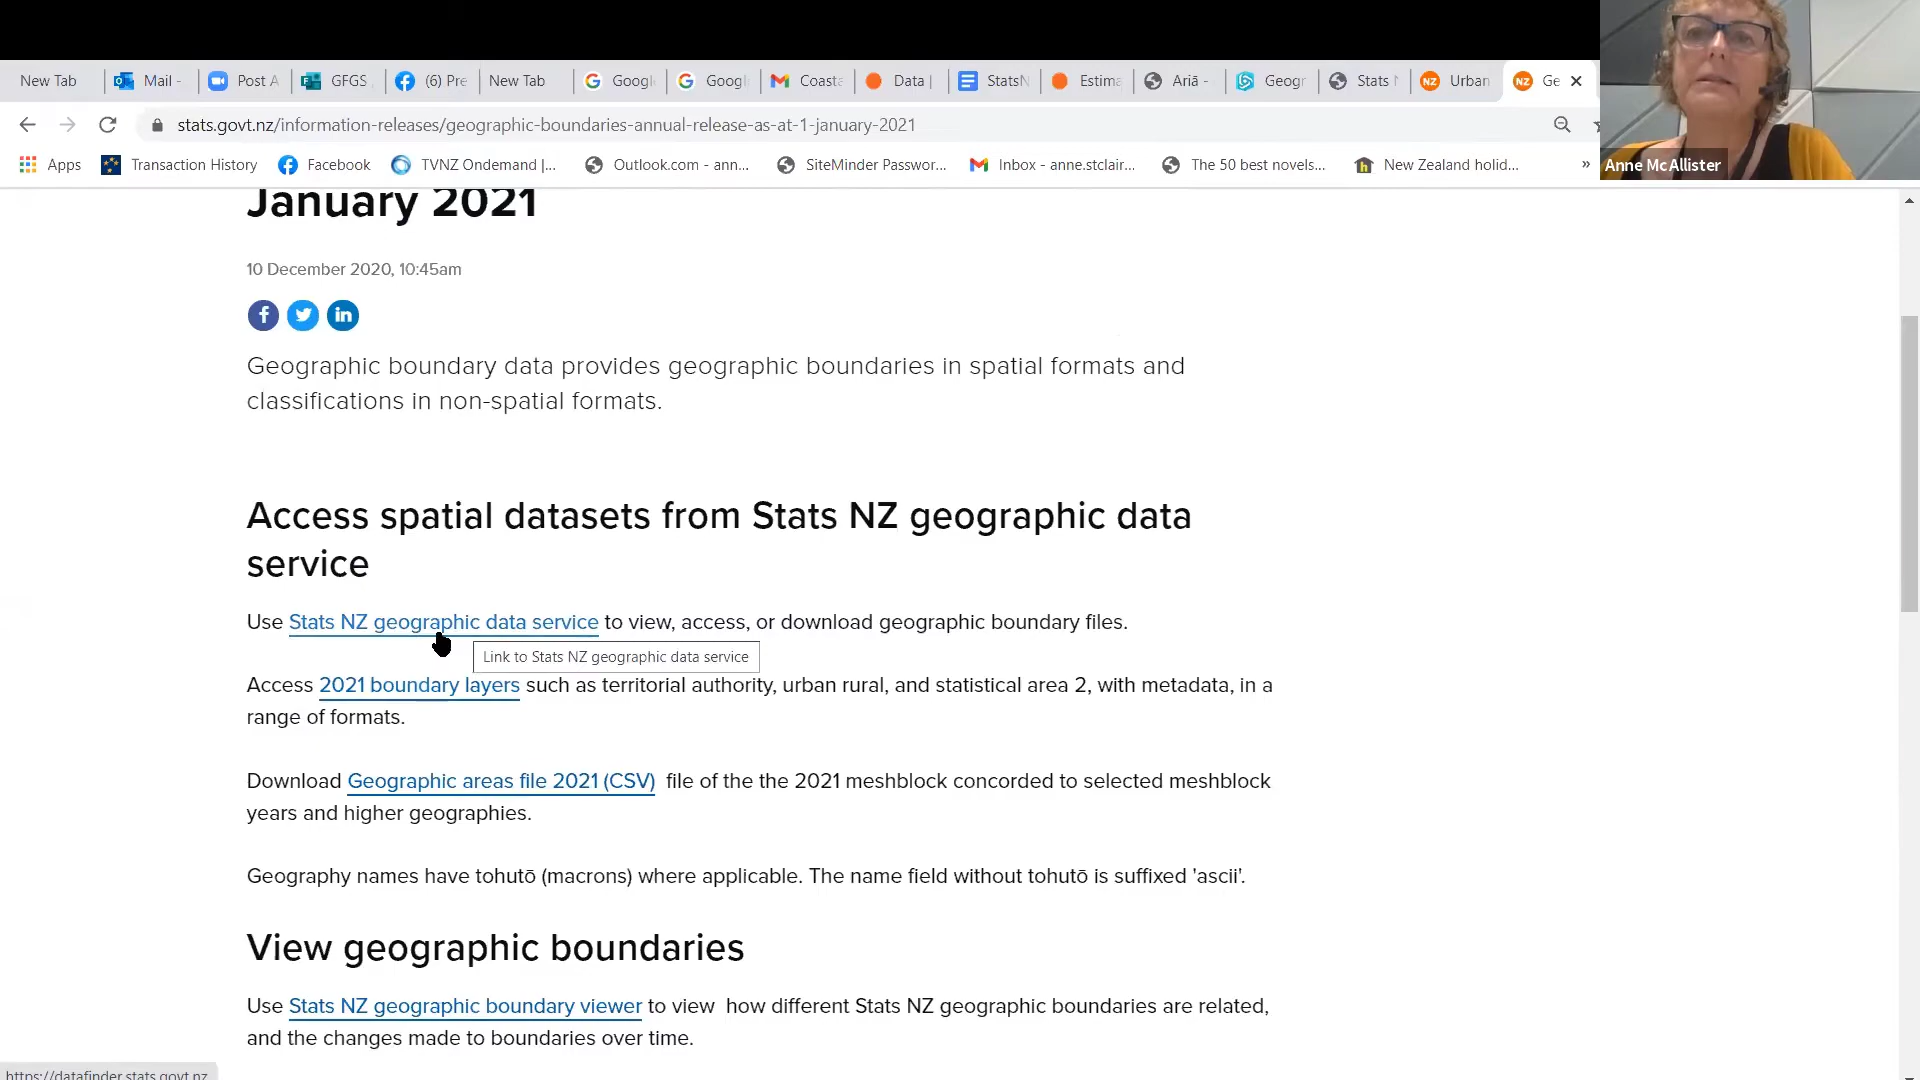 New Tab
Mail -
Post A
GFGS
(6) Pre
New Tab
Googl
Googl
Coasta
Data |
StatsN
Estima
Ariā -
Geogr
Stats N
Urban
Ge
stats.govt.nz/information-releases/geographic-boundaries-annual-release-as-at-1-january-2021
Apps
Transaction History
Facebook
TVNZ Ondemand |...
Outlook.com - ann...
SiteMinder Passwor...
Inbox - anne.stclair...
The 50 best novels...
New Zealand holid...
»
Anne McAllister
January 2021
10 December 2020, 10:45am
Geographic boundary data provides geographic boundaries in spatial formats and
classifications in non-spatial formats.
Access spatial datasets from Stats NZ geographic data
service
Use Stats NZ geographic data service to view, access, or download geographic boundary files.
Link to Stats NZ geographic data service
Access 2021 boundary layers such as territorial authority, urban rural, and statistical area 2, with metadata, in a
range of formats.
Download Geographic areas file 2021 (CSV) file of the the 2021 meshblock concorded to selected meshblock
years and higher geographies.
Geography names have tohutō (macrons) where applicable. The name field without tohutō is suffixed 'ascii'.
View geographic boundaries
Use Stats NZ geographic boundary viewer to view how different Stats NZ geographic boundaries are related,
and the changes made to boundaries over time.
https://datafinder.stats.govt.nz